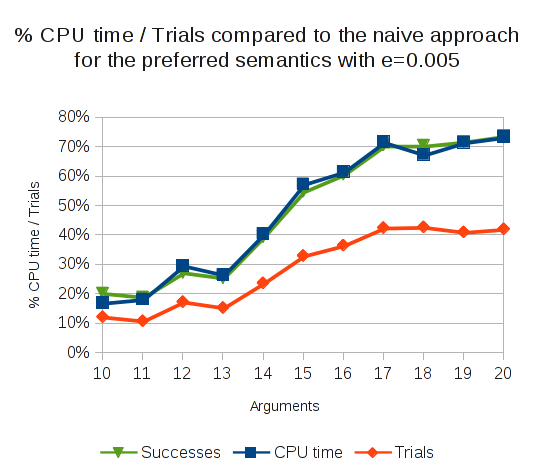 % CPU time / Trials compared to the naive approach
for the preferred semantics with e=0.005
80%
70%
60%
50%
40%
30%
20%
10%
0%
% CPU time / Trials
10 11 12 13 14 15 16 17 18 19 20
Arguments
Successes CPU time Trials